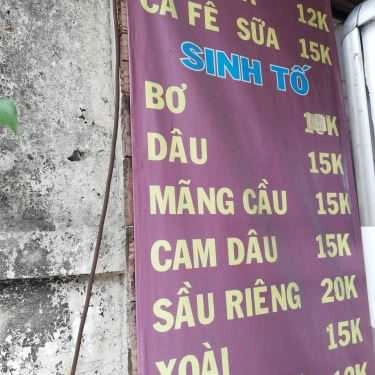 CÀ FÊ SỮA 15K
12K
SINH TỐ
BƠ
DÂU 15K
MÃNG CẦU 15K
CAM DÂU 15K
SẦU RIÊNG 20K
XOÀI 15K